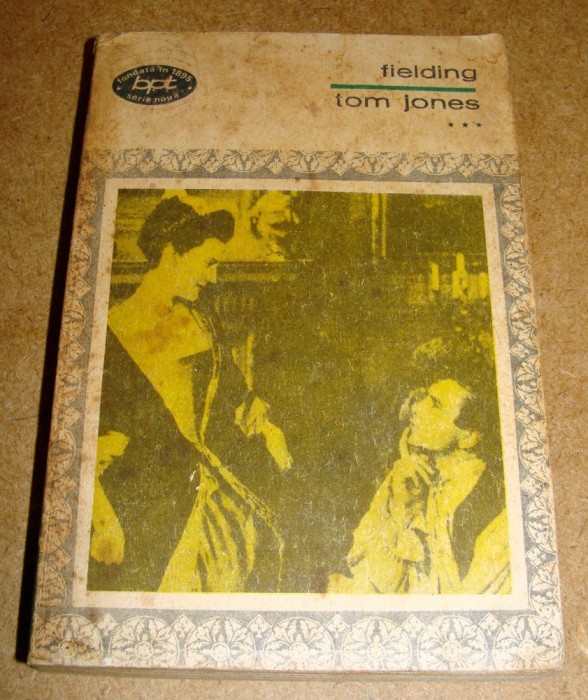 fondată în 1895
bpt
serie nouă
fielding
tom jones
***